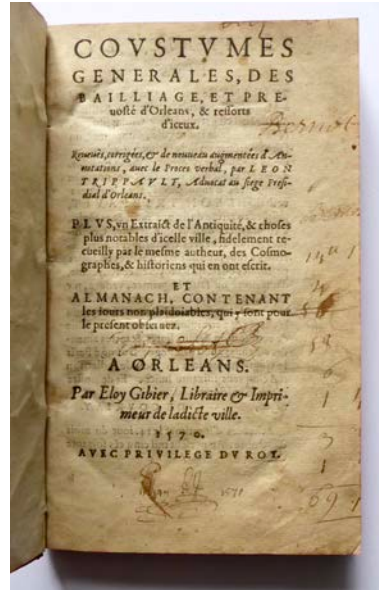 COVSTVMES
GENERALES, DES
BAILLIAGE, ET PRE-
uosté d'Orleans, & ressorts
d'iceux.
Bernot
Reueuës, corrigées, & de nouueau augmentées d'An-
notations, avec le Proces verbal, par LEON
TRIPPAVLT, Aduocat au siege Presi-
dial d'Orleans.
PLVS, vn Extraict de l'Antiquité, & choses
plus notables d'icelle ville, fidelement re-
cueilly par le mesme autheur, des Cosmo-
graphes, & historiens qui en ont escrit.
ET
ALMANACH, CONTENANT
les iours non plaidoiables, qui y sont pour
le present obseruez.
A ORLEANS.
Par Eloy Gibier, Libraire & Impri-
meur de ladicte ville.
1570.
AVEC PRIVILEGE DV ROY.